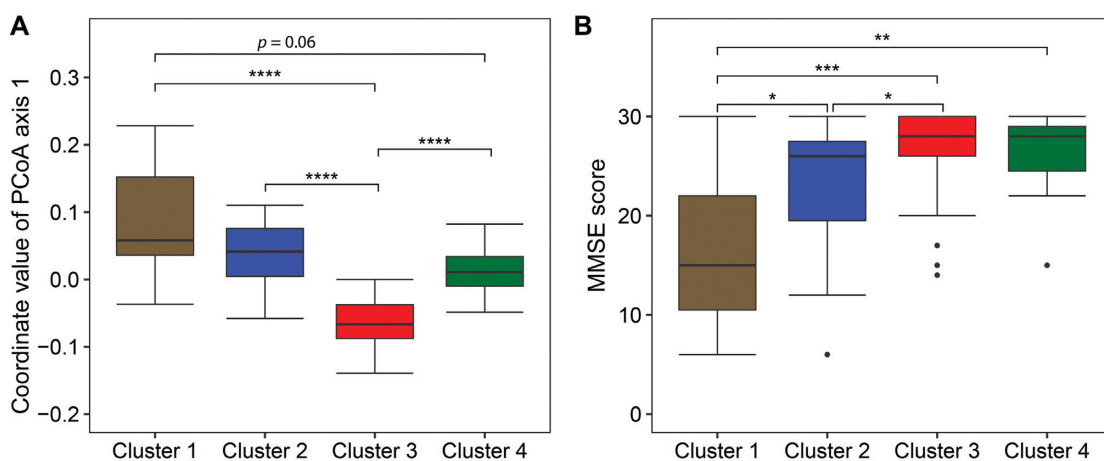 A
Coordinate value of PCoA axis 1
0.3
0.2
0.1
0.0
−0.1
−0.2
p = 0.06
****
****
****
Cluster 1 Cluster 2 Cluster 3 Cluster 4
B
MMSE score
30
20
10
0
**
***
* *
Cluster 1 Cluster 2 Cluster 3 Cluster 4